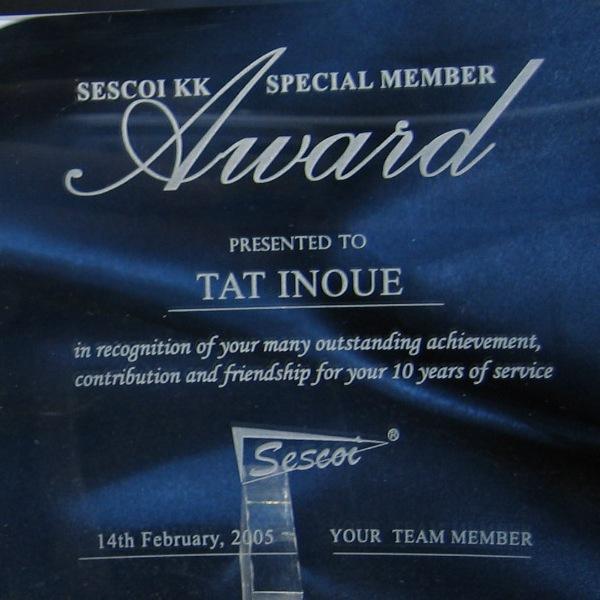 SESCOI KK SPECIAL MEMBER
Award
PRESENTED TO
TAT INOUE
in recognition of your many outstanding achievement,
contribution and friendship for your 10 years of service
Sescoi®
14th February, 2005 YOUR TEAM MEMBER